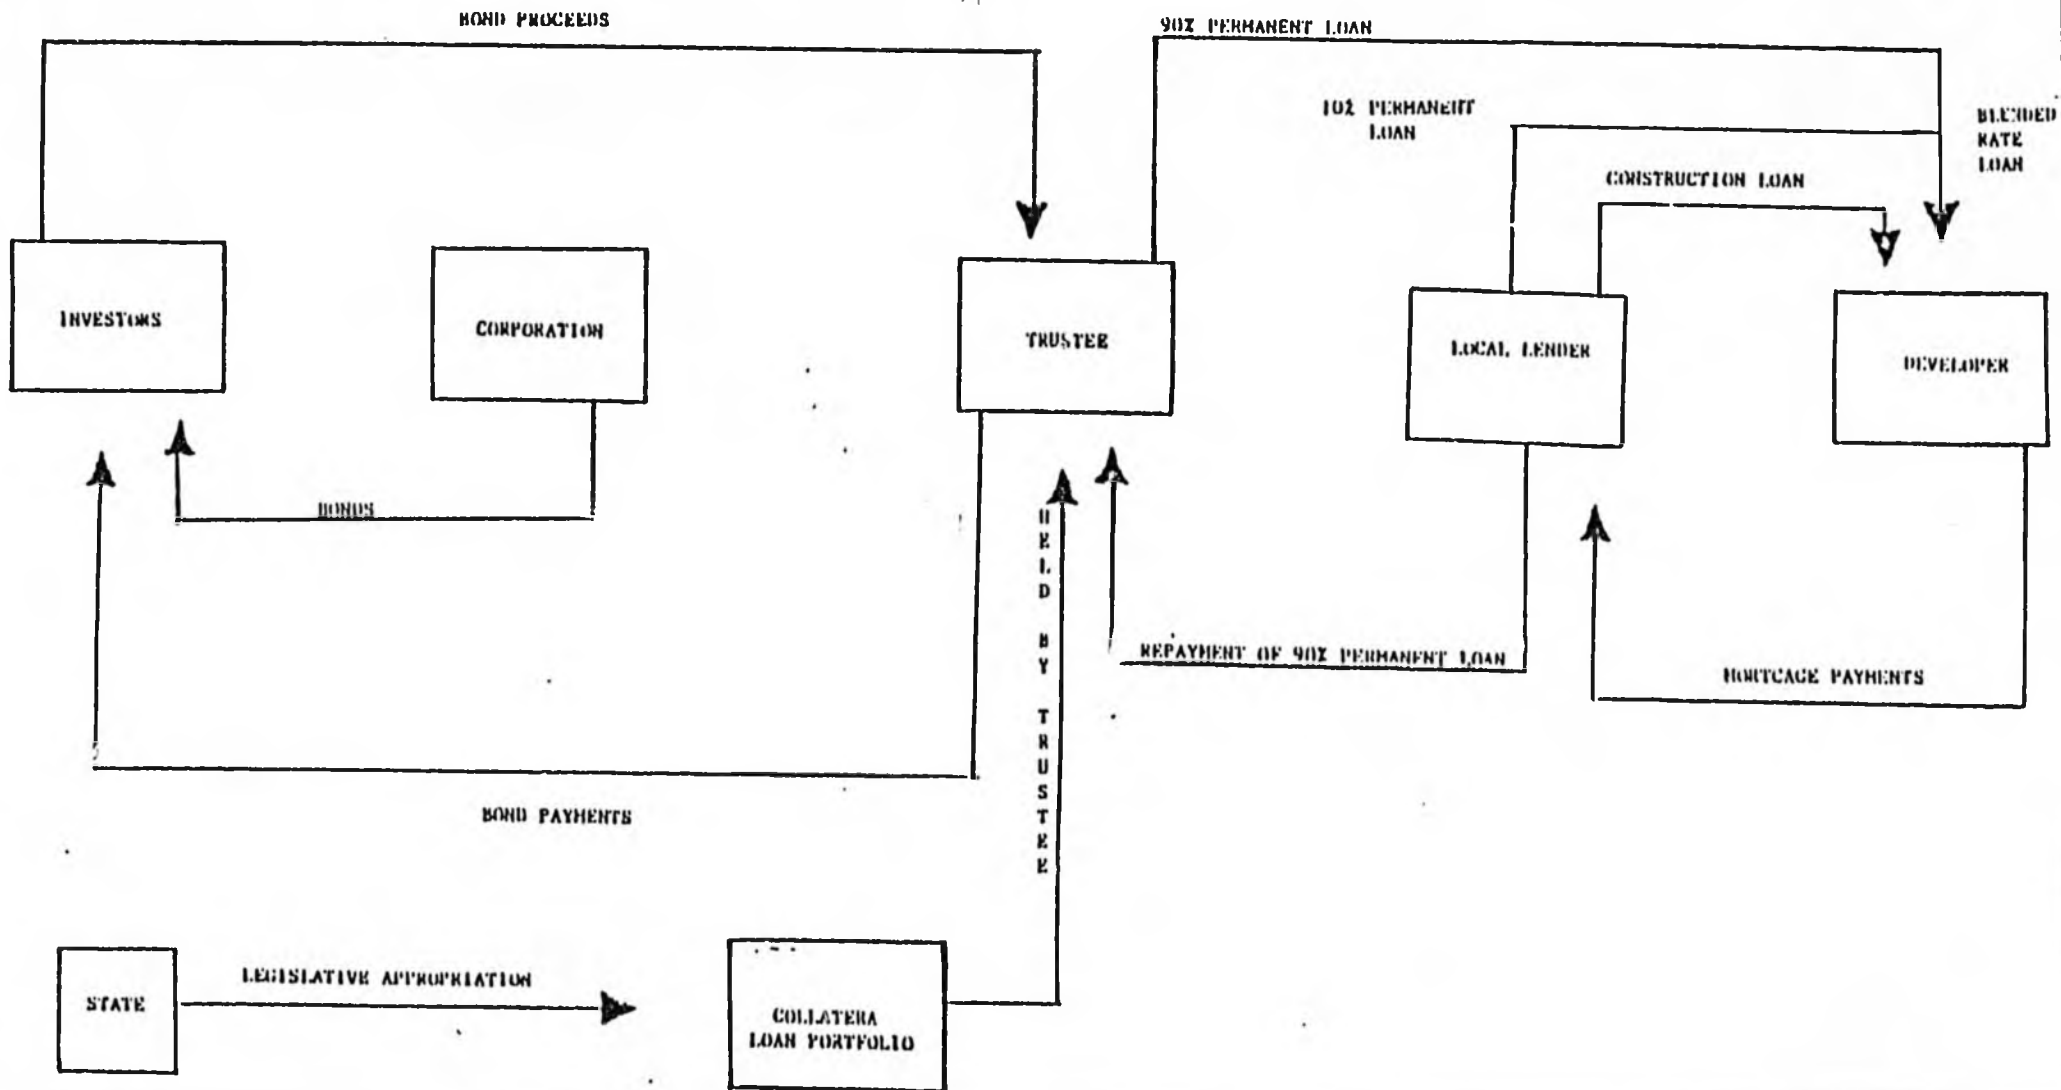 BOND PROCEEDS
90% PERMANENT LOAN
10% PERMANENT
LOAN
BLENDED
RATE
LOAN
CONSTRUCTION LOAN
INVESTORS
CORPORATION
TRUSTEE
LOCAL LENDER
DEVELOPER
BONDS
HELD BY TRUSTEE
REPAYMENT OF 90% PERMANENT LOAN
MORTGAGE PAYMENTS
BOND PAYMENTS
STATE
LEGISLATIVE APPROPRIATION
COLLATERA
LOAN PORTFOLIO